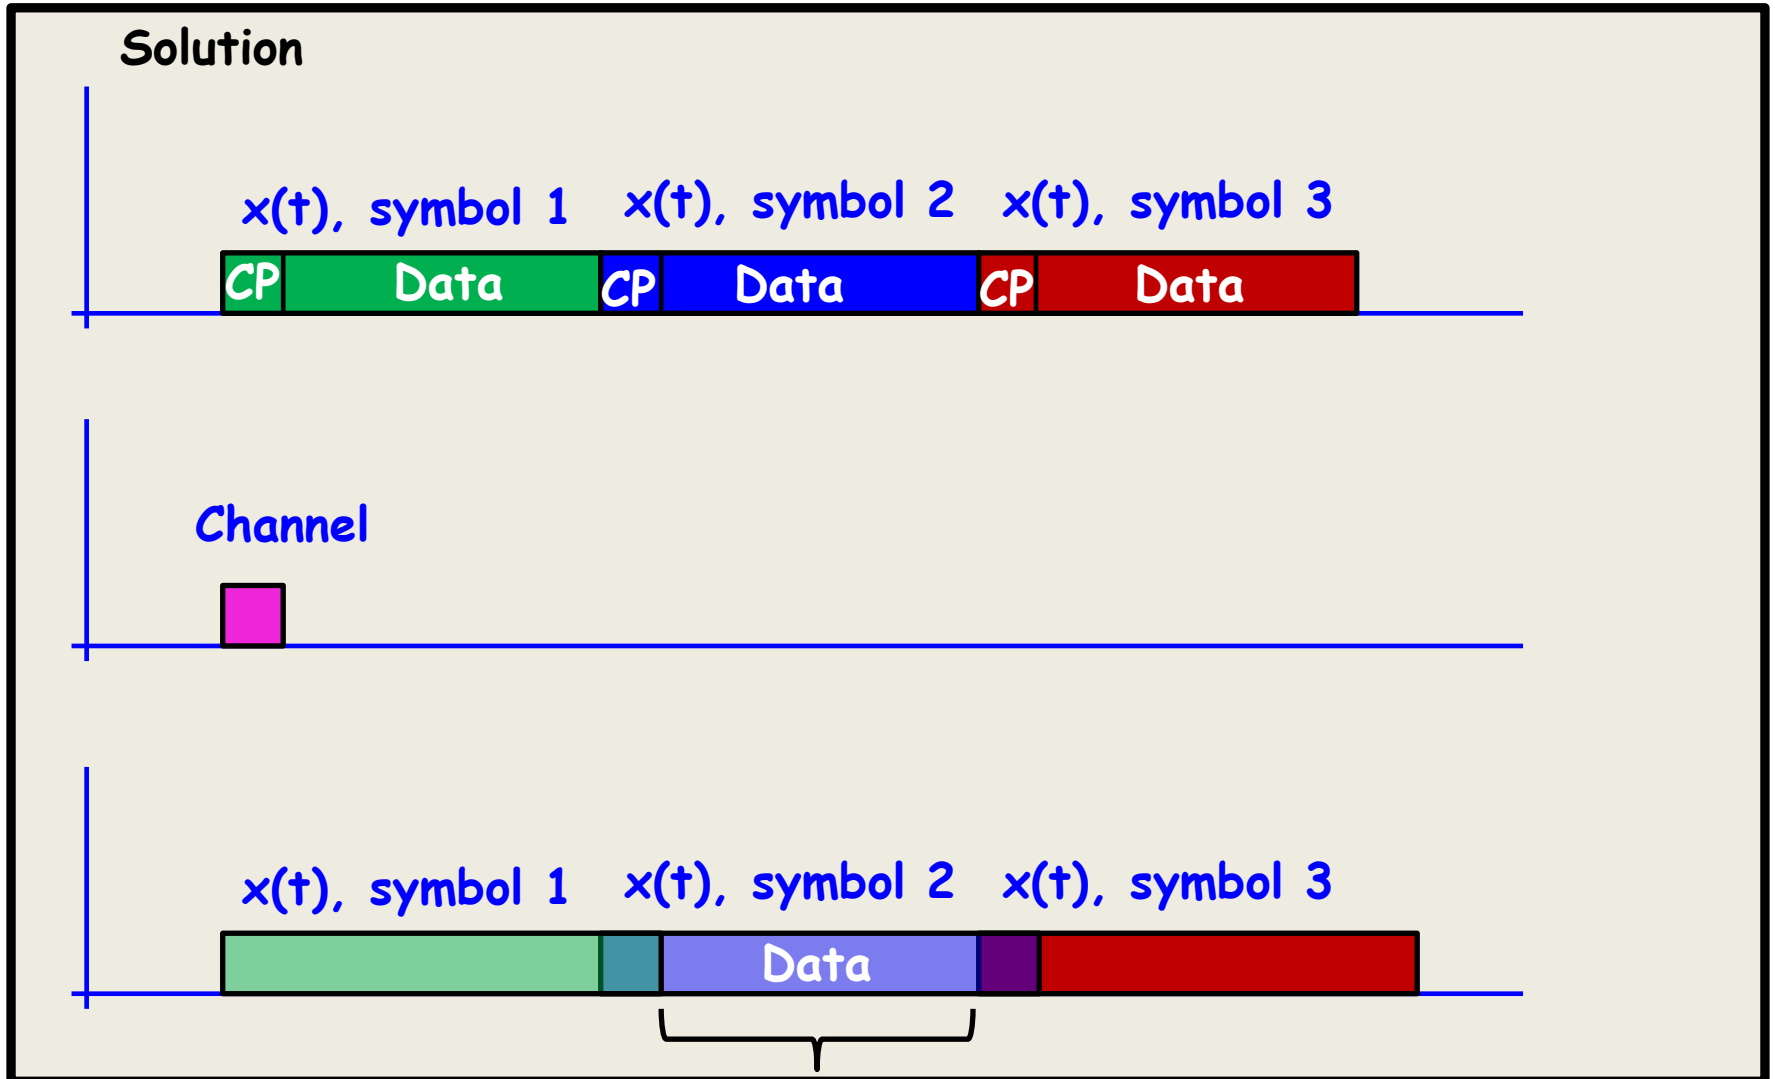 Solution
x(t), symbol 1 x(t), symbol 2 x(t), symbol 3
CP Data CP Data CP Data
Channel
x(t), symbol 1 x(t), symbol 2 x(t), symbol 3
Data